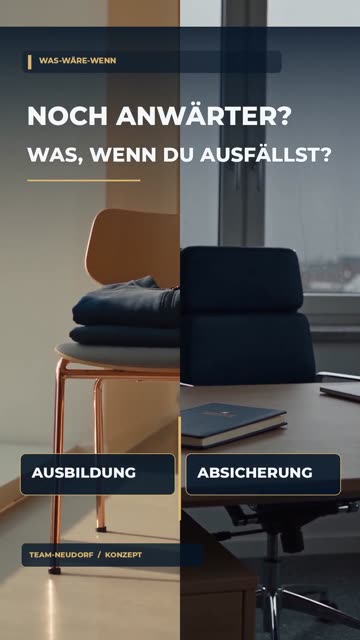 WAS-WÄRE-WENN
NOCH ANWÄRTER?
WAS, WENN DU AUSFÄLLST?
AUSBILDUNG
ABSICHERUNG
TEAM-NEUDORF / KONZEPT